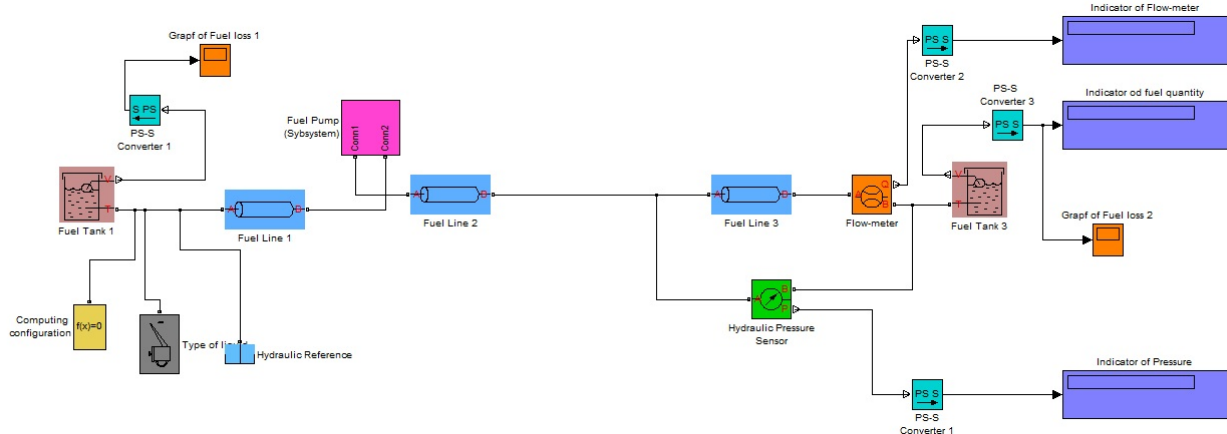 Grapf of Fuel loss 1
S PS
PS-S
Converter 1
V
T
Fuel Tank 1
A
B
Fuel Line 1
Fuel Pump
(Sybsystem)
Conn1
Conn2
A
B
Fuel Line 2
A
B
Fuel Line 3
A
Q
B
Flow-meter
PS S
PS-S
Converter 2
Indicator of Flow-meter
PS-S
Converter 3
PS S
Indicator od fuel quantity
V
T
Fuel Tank 3
Grapf of Fuel loss 2
Computing
configuration
f(x)=0
Type of
Hydraulic Reference
A
B
P
Hydraulic Pressure
Sensor
PS S
PS-S
Converter 1
Indicator of Pressure